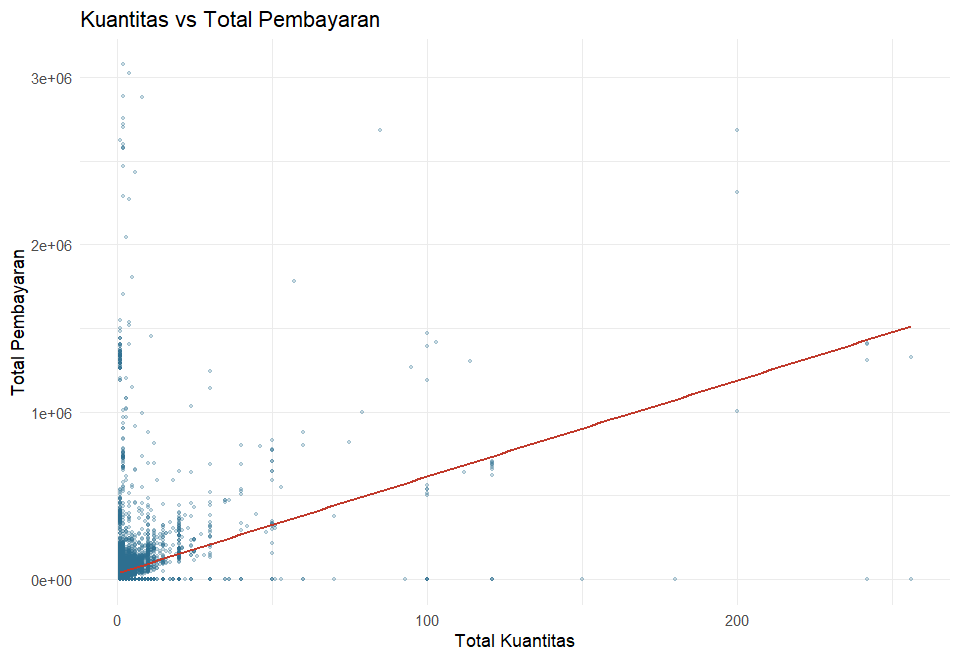 Kuantitas vs Total Pembayaran
3e+06
2e+06
1e+06
0e+00
Total Pembayaran
0
100
200
Total Kuantitas